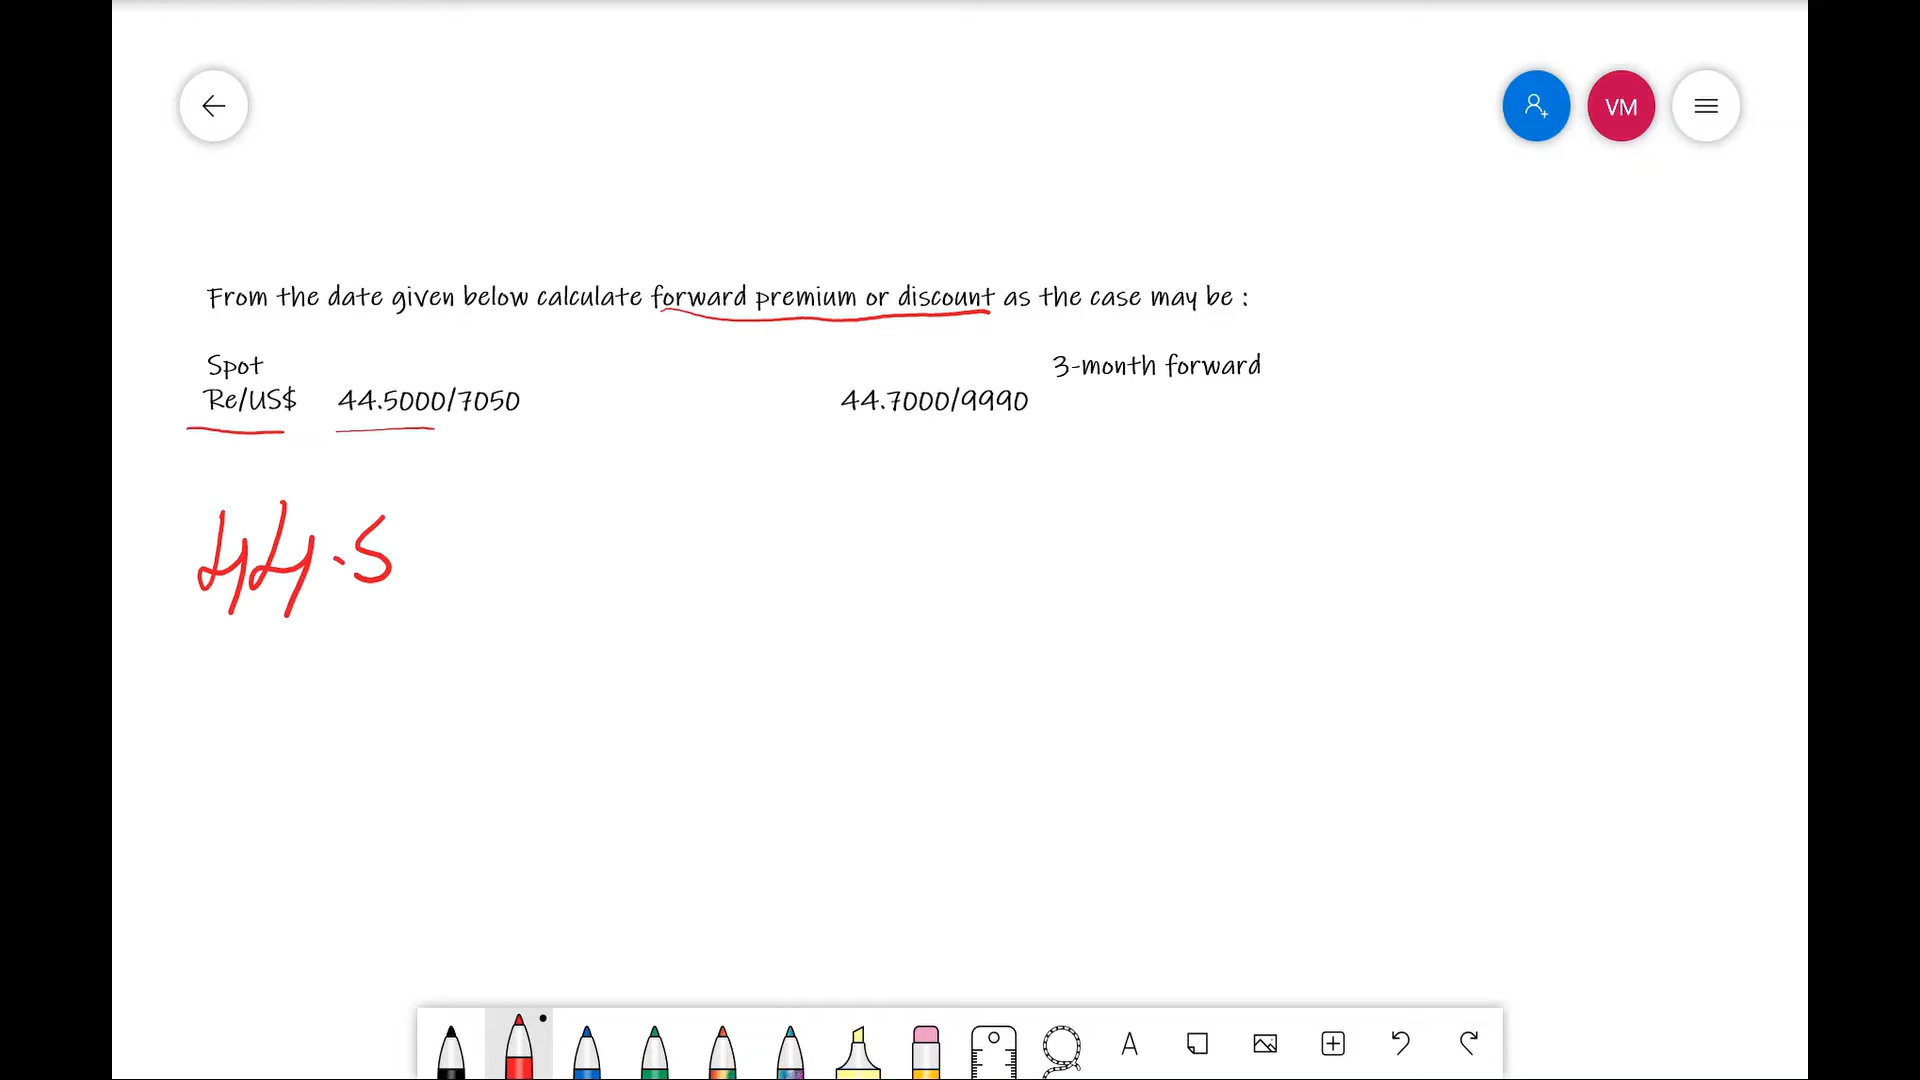 VM
From the date given below calculate forward premium or discount as the case may be :
Spot 3-month forward
Re/US$ 44.5000/7050 44.7000/9990
44.5
A